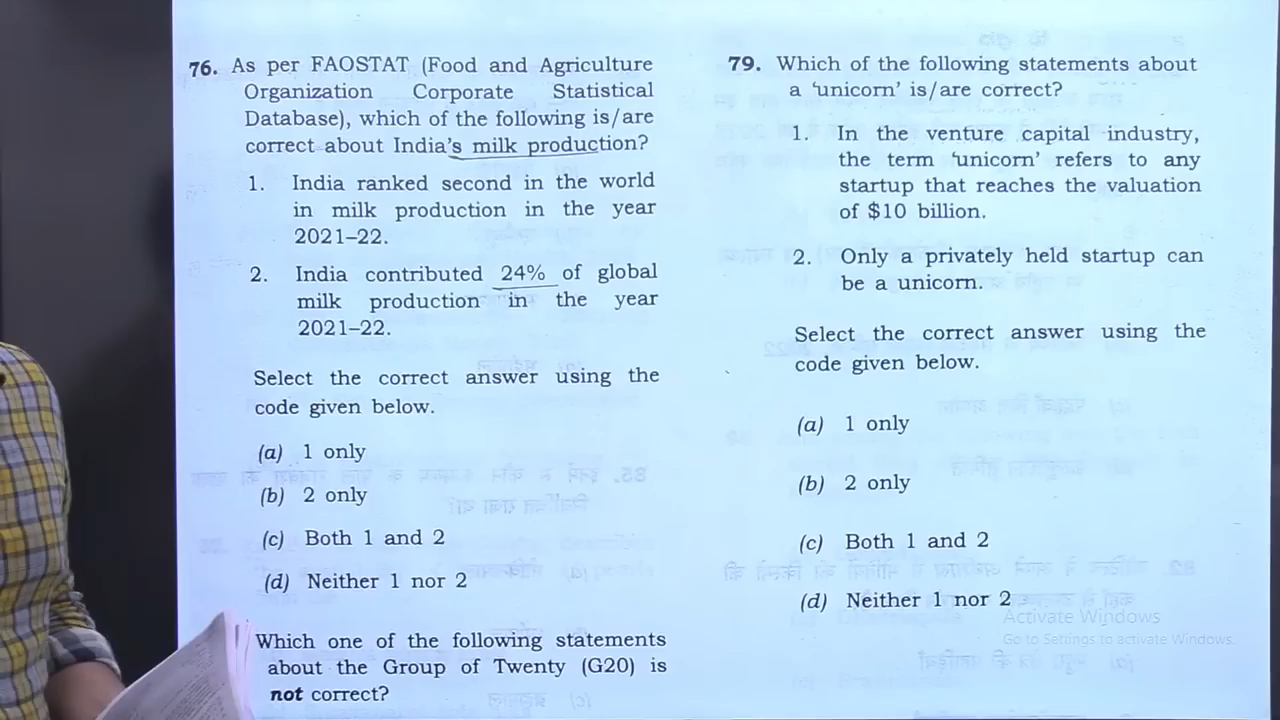 76. As per FAOSTAT (Food and Agriculture
Organization Corporate Statistical
Database), which of the following is/are
correct about India's milk production?
1. India ranked second in the world
in milk production in the year
2021–22.
2. India contributed 24% of global
milk production in the year
2021–22.
Select the correct answer using the
code given below.
(a) 1 only
(b) 2 only
(c) Both 1 and 2
(d) Neither 1 nor 2
Which one of the following statements
about the Group of Twenty (G20) is
not correct?
79. Which of the following statements about
a ‘unicorn’ is/are correct?
1. In the venture capital industry,
the term ‘unicorn’ refers to any
startup that reaches the valuation
of $10 billion.
2. Only a privately held startup can
be a unicorn.
Select the correct answer using the
code given below.
(a) 1 only
(b) 2 only
(c) Both 1 and 2
(d) Neither 1 nor 2
Activate Windows
Go to Settings to activate Windows.